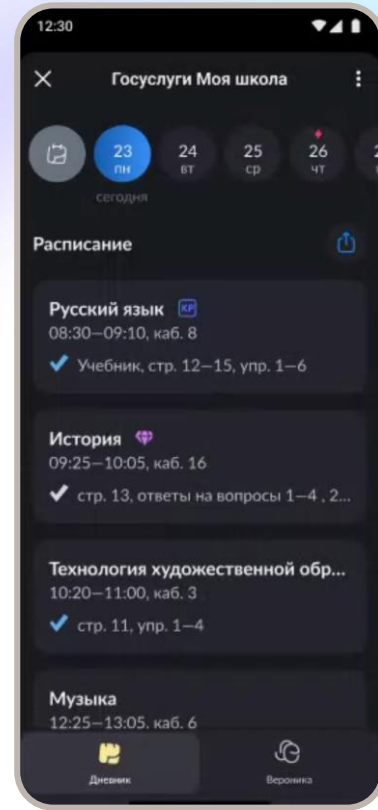 12:30
Госуслуги Моя школа
23
пн
24
вт
25
ср
26
чт
сегодня
Расписание
Русский язык КР
08:30—09:10, каб. 8
Учебник, стр. 12—15, упр. 1—6
История
09:25—10:05, каб. 16
стр. 13, ответы на вопросы 1—4 , 2...
Технология художественной обр...
10:20—11:00, каб. 3
стр. 11, упр. 1—4
Музыка
12:25—13:05. каб. 6
Дневник
Вероника